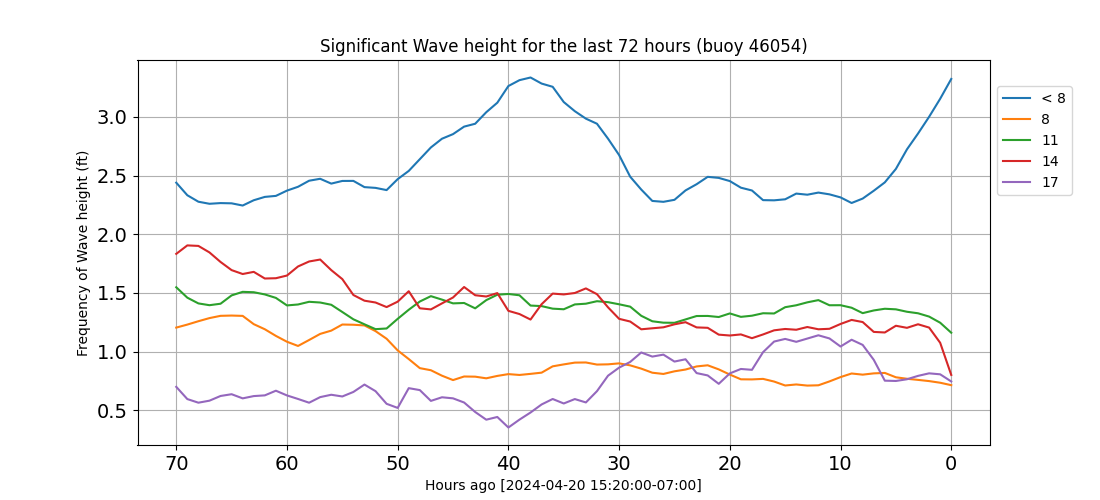 Significant Wave height for the last 72 hours (buoy 46054)
Frequency of Wave height (ft)
3.0
2.5
2.0
1.5
1.0
0.5
70 60 50 40 30 20 10 0
Hours ago [2024-04-20 15:20:00-07:00]
< 8
8
11
14
17